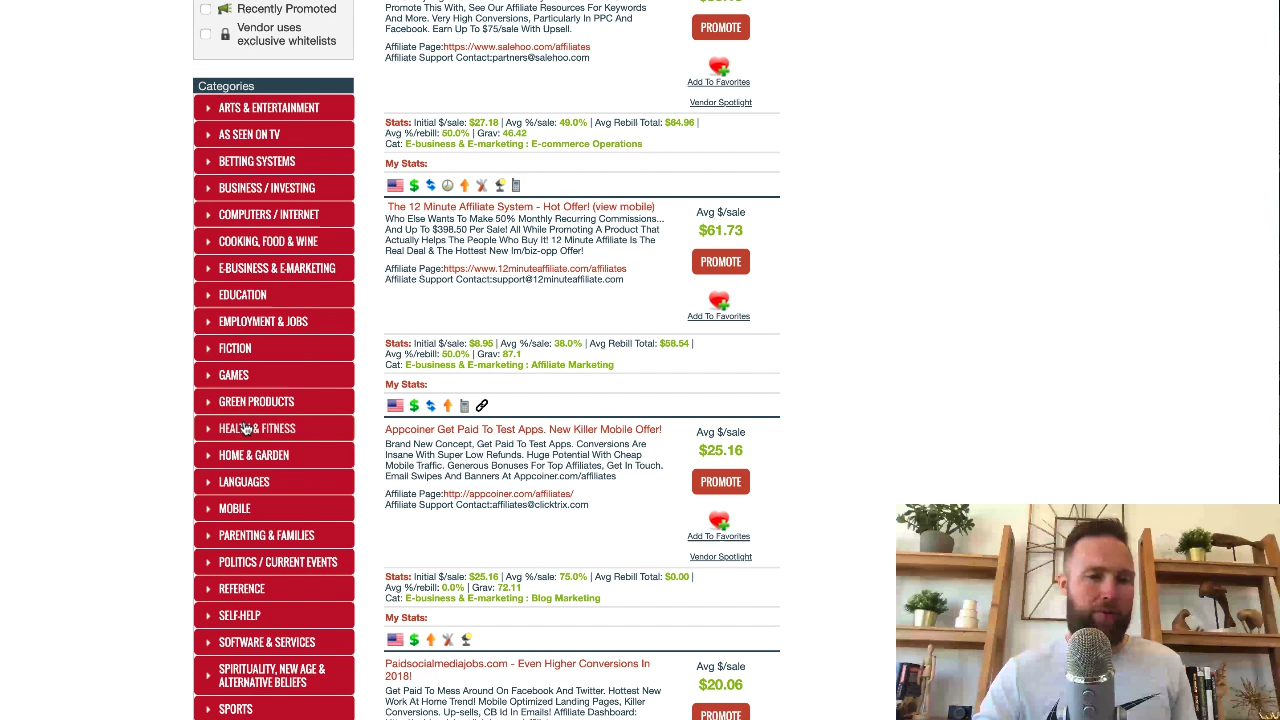 Recently Promoted
Vendor uses
exclusive whitelists
Categories
ARTS & ENTERTAINMENT
AS SEEN ON TV
BETTING SYSTEMS
BUSINESS / INVESTING
COMPUTERS / INTERNET
COOKING, FOOD & WINE
E-BUSINESS & E-MARKETING
EDUCATION
EMPLOYMENT & JOBS
FICTION
GAMES
GREEN PRODUCTS
HEALTH & FITNESS
HOME & GARDEN
LANGUAGES
MOBILE
PARENTING & FAMILIES
POLITICS / CURRENT EVENTS
REFERENCE
SELF-HELP
SOFTWARE & SERVICES
SPIRITUALITY, NEW AGE &
ALTERNATIVE BELIEFS
SPORTS
Promote This With, See Our Affiliate Resources For Keywords
And More. Very High Conversions, Particularly In PPC And
Facebook. Earn Up To $75/sale With Upsell.
Affiliate Page:https://www.salehoo.com/affiliates
Affiliate Support Contact:partners@salehoo.com
PROMOTE
Add To Favorites
Vendor Spotlight
Stats: Initial $/sale: $27.18 | Avg %/sale: 49.0% | Avg Rebill Total: $64.96 |
Avg %/rebill: 50.0% | Grav: 46.42
Cat: E-business & E-marketing : E-commerce Operations
My Stats:
The 12 Minute Affiliate System - Hot Offer! (view mobile)
Who Else Wants To Make 50% Monthly Recurring Commissions...
And Up To $398.50 Per Sale! All While Promoting A Product That
Actually Helps The People Who Buy It! 12 Minute Affiliate Is The
Real Deal & The Hottest New Im/biz-opp Offer!
Affiliate Page:https://www.12minuteaffiliate.com/affiliates
Affiliate Support Contact:support@12minuteaffiliate.com
Avg $/sale
$61.73
PROMOTE
Add To Favorites
Stats: Initial $/sale: $8.95 | Avg %/sale: 38.0% | Avg Rebill Total: $58.54 |
Avg %/rebill: 50.0% | Grav: 87.1
Cat: E-business & E-marketing : Affiliate Marketing
My Stats:
Appcoiner Get Paid To Test Apps. New Killer Mobile Offer!
Brand New Concept, Get Paid To Test Apps. Conversions Are
Insane With Super Low Refunds. Huge Potential With Cheap
Mobile Traffic. Generous Bonuses For Top Affiliates, Get In Touch.
Email Swipes And Banners At Appcoiner.com/affiliates
Affiliate Page:http://appcoiner.com/affiliates/
Affiliate Support Contact:affiliates@clicktrix.com
Avg $/sale
$25.16
PROMOTE
Add To Favorites
Vendor Spotlight
Stats: Initial $/sale: $25.16 | Avg %/sale: 75.0% | Avg Rebill Total: $0.00 |
Avg %/rebill: 0.0% | Grav: 72.11
Cat: E-business & E-marketing : Blog Marketing
My Stats:
Paidsocialmediajobs.com - Even Higher Conversions In
2018!
Get Paid To Mess Around On Facebook And Twitter. Hottest New
Work At Home Trend! Mobile Optimized Landing Pages, Killer
Conversions. Up-sells, CB Id In Emails! Affiliate Dashboard:
Avg $/sale
$20.06
PROMOTE